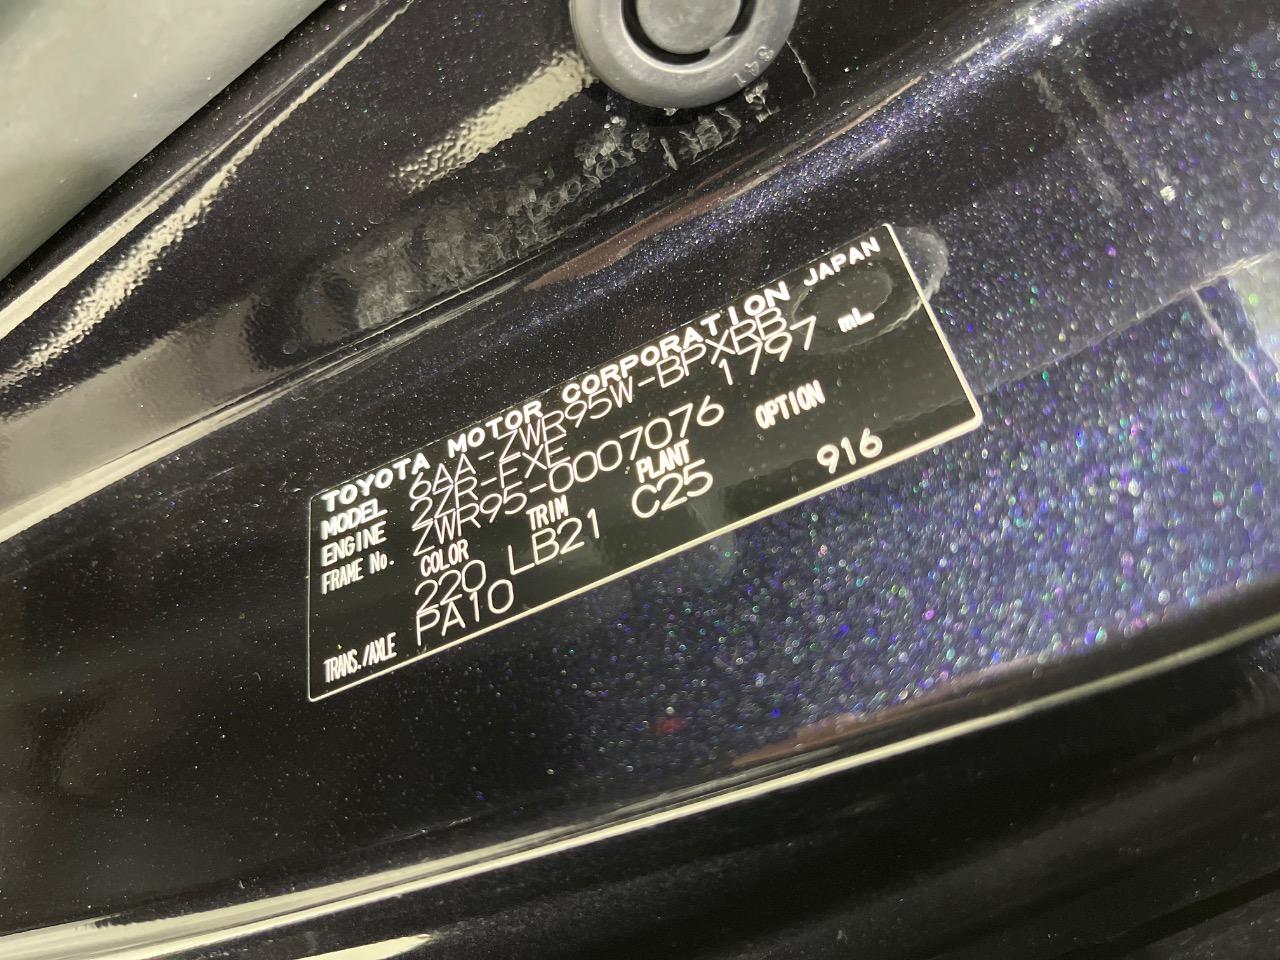 TOYOTA MOTOR CORPORATION JAPAN
MODEL 6AA-ZWR95W-BPXBB
ENGINE 2ZR-FXE 1797 mL
FRAME No. ZWR95-0007076
COLOR TRIM PLANT OPTION
220 LB21 C25 916
TRANS./AXLE PA10